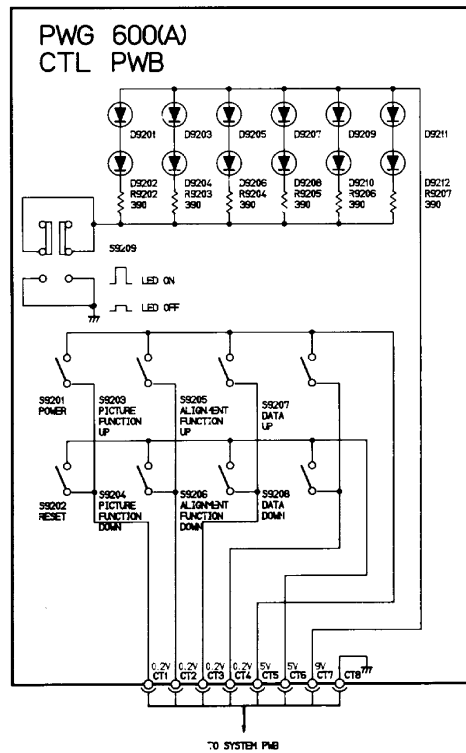 PWG 600(A)
CTL PWB
D9201 D9203 D9205 D9207 D9209 D9211
D9202 D9204 D9206 D9208 D9210 D9212
R9202 R9203 R9204 R9205 R9206 R9207
390 390 390 390 390 390
S9209
LED ON
LED OFF
S9201
POWER
S9203
PICTURE
FUNCTION
UP
S9205
ALIGNMENT
FUNCTION
UP
S9207
DATA
UP
S9202
RESET
S9204
PICTURE
FUNCTION
DOWN
S9206
ALIGNMENT
FUNCTION
DOWN
S9208
DATA
DOWN
0.2V 0.2V 0.2V 0.2V 5V 5V 9V
CT1 CT2 CT3 CT4 CT5 CT6 CT7 CT8
TO SYSTEM PWB